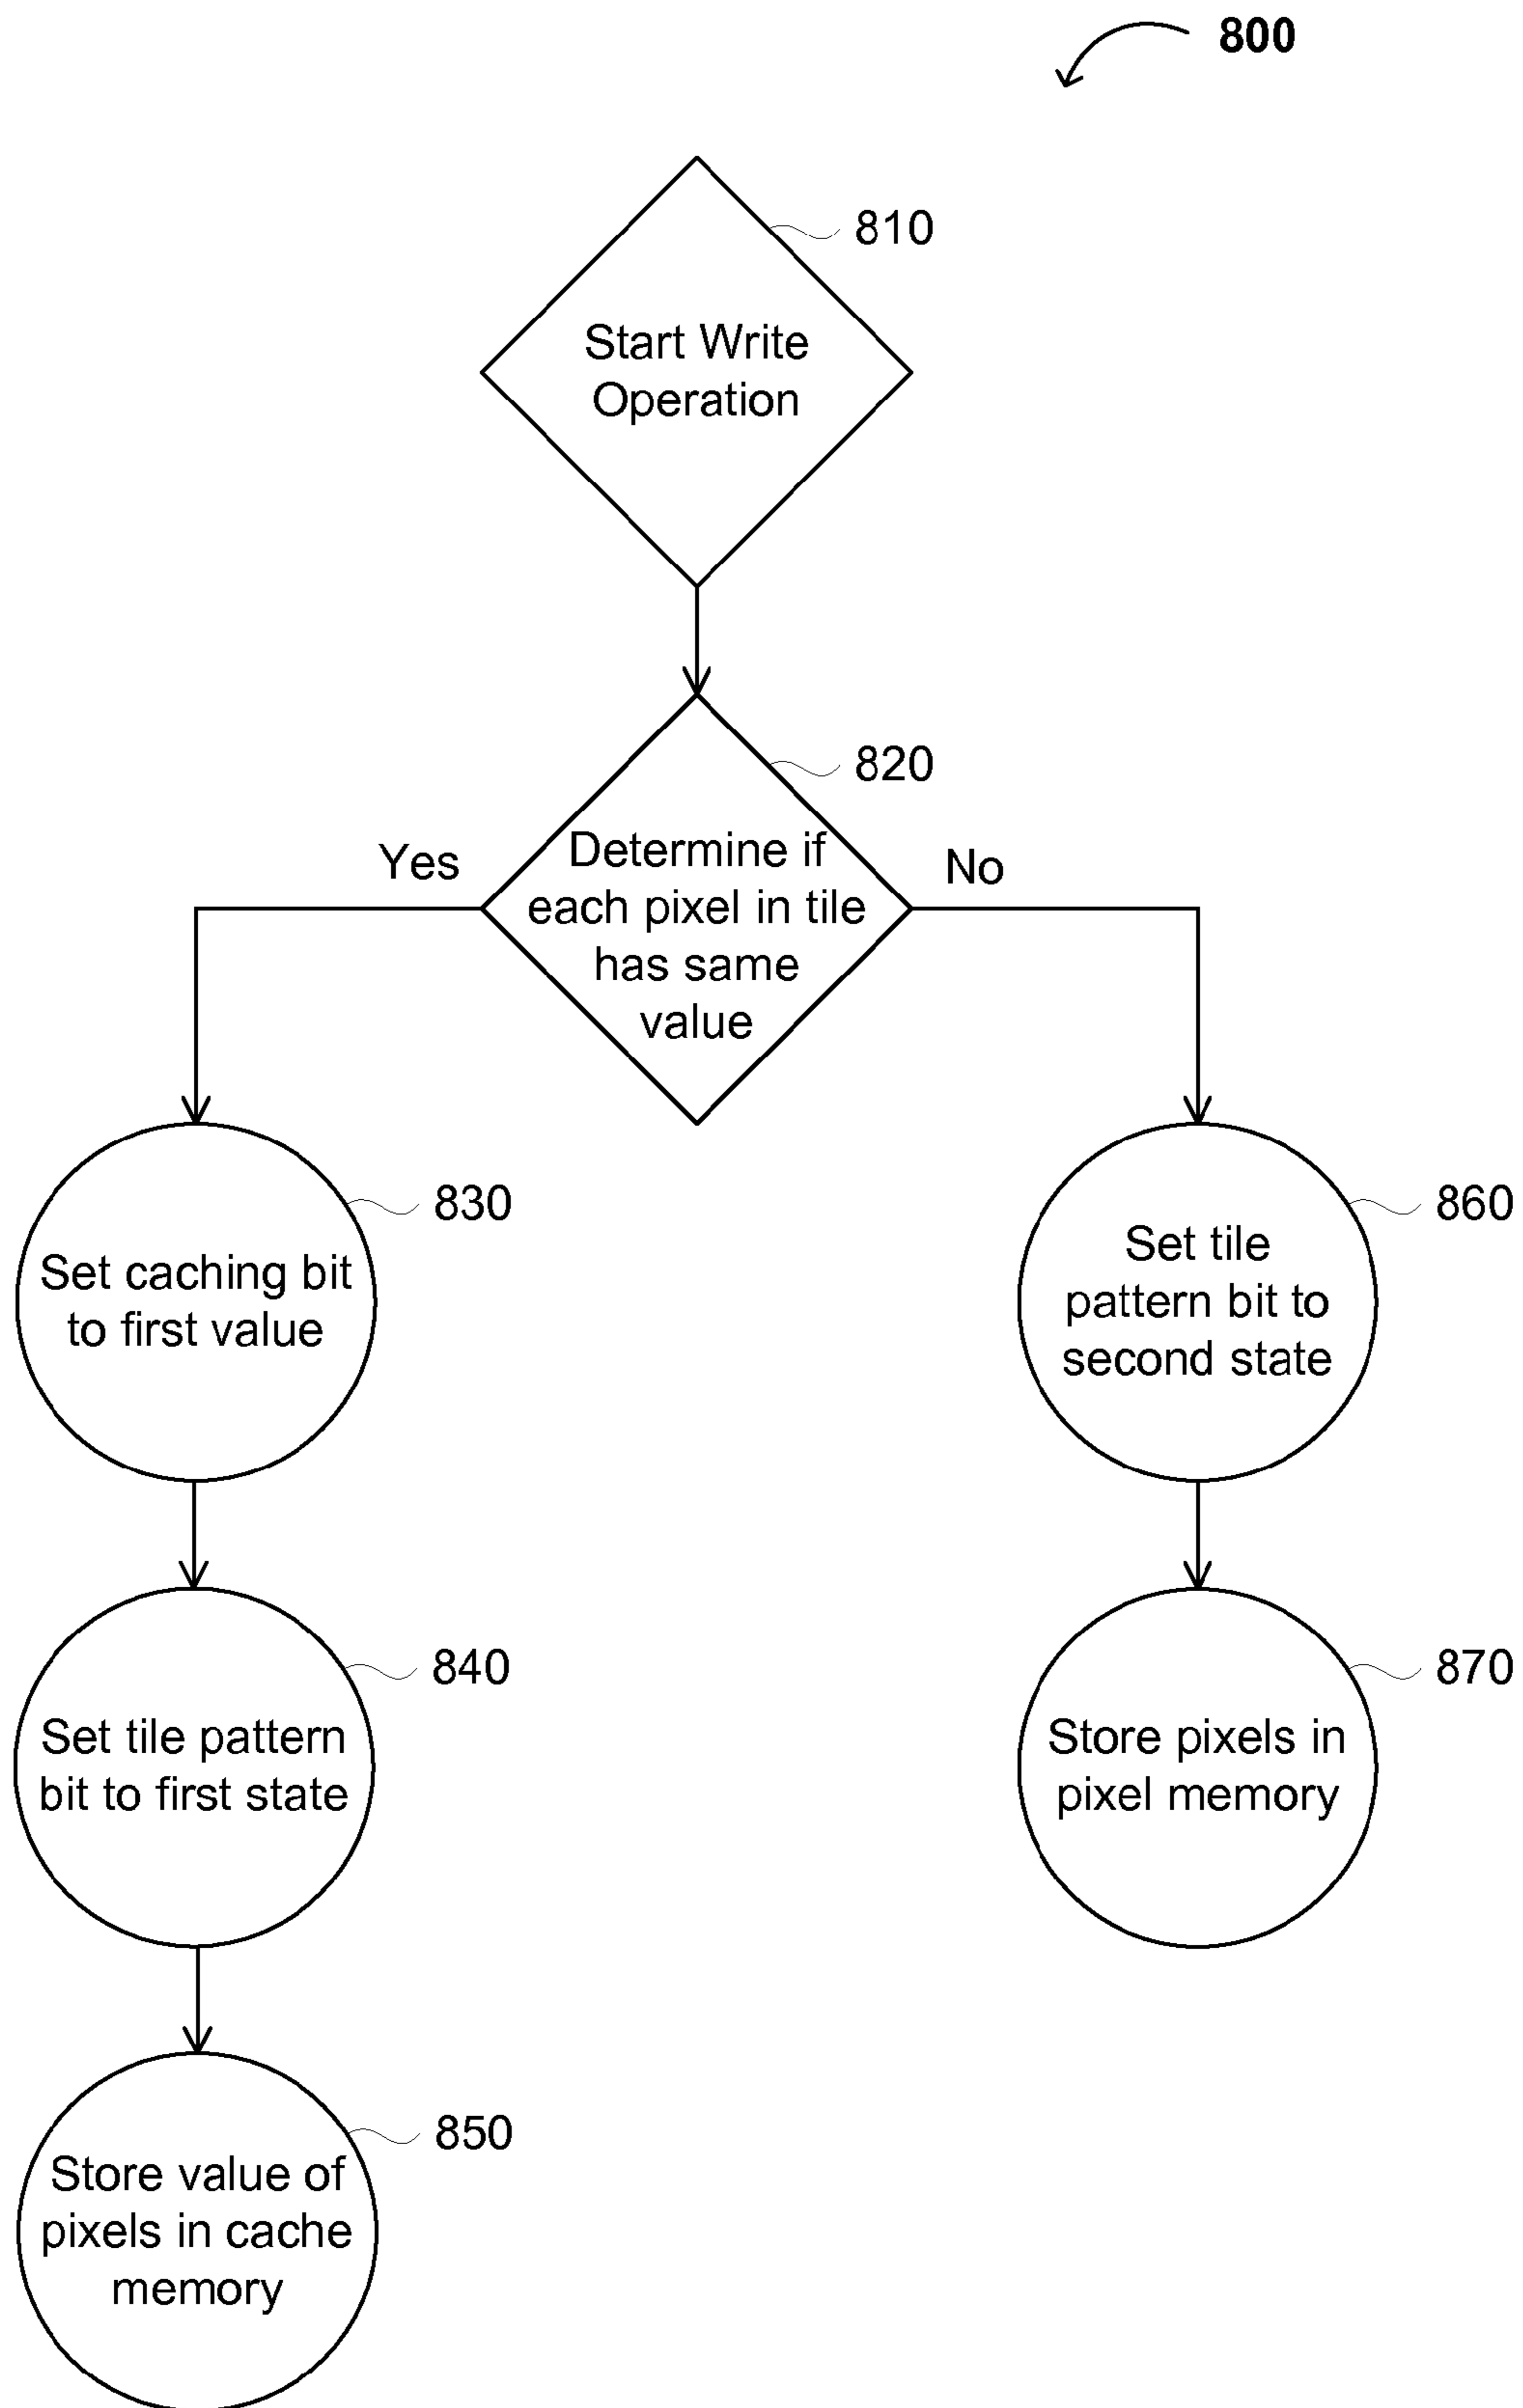 800
810
Start Write
Operation
820
Yes
Determine if
each pixel in tile
has same
value
No
830
Set caching bit
to first value
860
Set tile
pattern bit to
second state
840
Set tile pattern
bit to first state
870
Store pixels in
pixel memory
850
Store value of
pixels in cache
memory